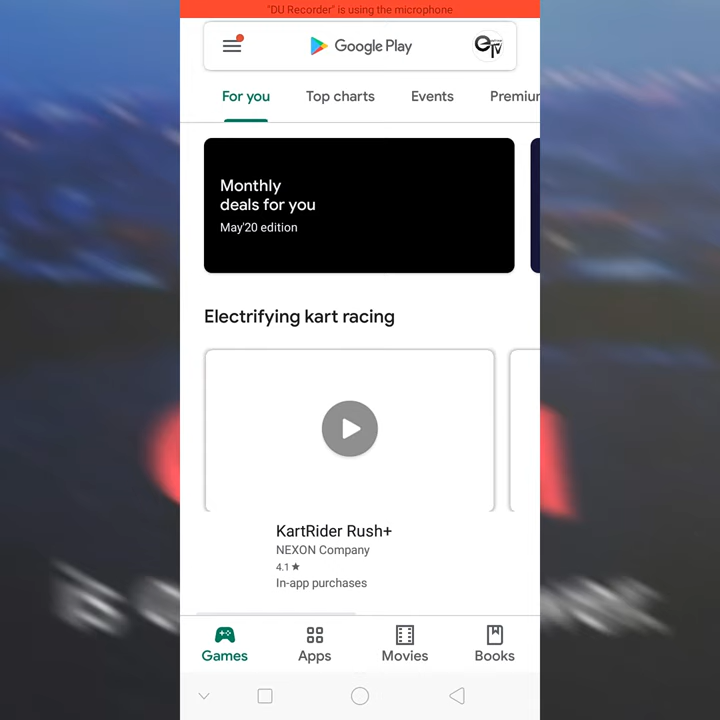 "DU Recorder" is using the microphone
Google Play
For you
Top charts
Events
Premium
Monthly
deals for you
May'20 edition
Electrifying kart racing
KartRider Rush+
NEXON Company
4.1 ★
In-app purchases
Games
Apps
Movies
Books